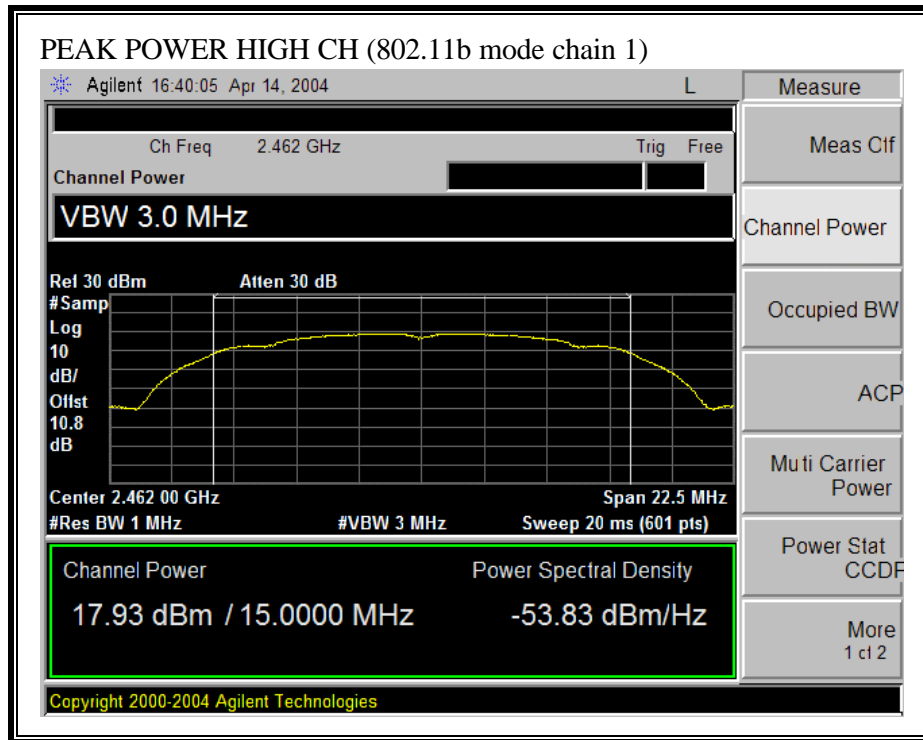 PEAK POWER HIGH CH (802.11b mode chain 1)
Agilent 16:40:05 Apr 14, 2004 L
Measure
Ch Freq 2.462 GHz Trig Free
Meas Off
Channel Power
VBW 3.0 MHz
Channel Power
Ref 30 dBm Atten 30 dB
#Samp
Log
10
dB/
Offst
10.8
dB
Occupied BW
ACP
Muti Carrier
Power
Center 2.462 00 GHz Span 22.5 MHz
#Res BW 1 MHz #VBW 3 MHz Sweep 20 ms (601 pts)
Power Stat
CCDF
Channel Power Power Spectral Density
17.93 dBm / 15.0000 MHz -53.83 dBm/Hz
More
1 of 2
Copyright 2000-2004 Agilent Technologies